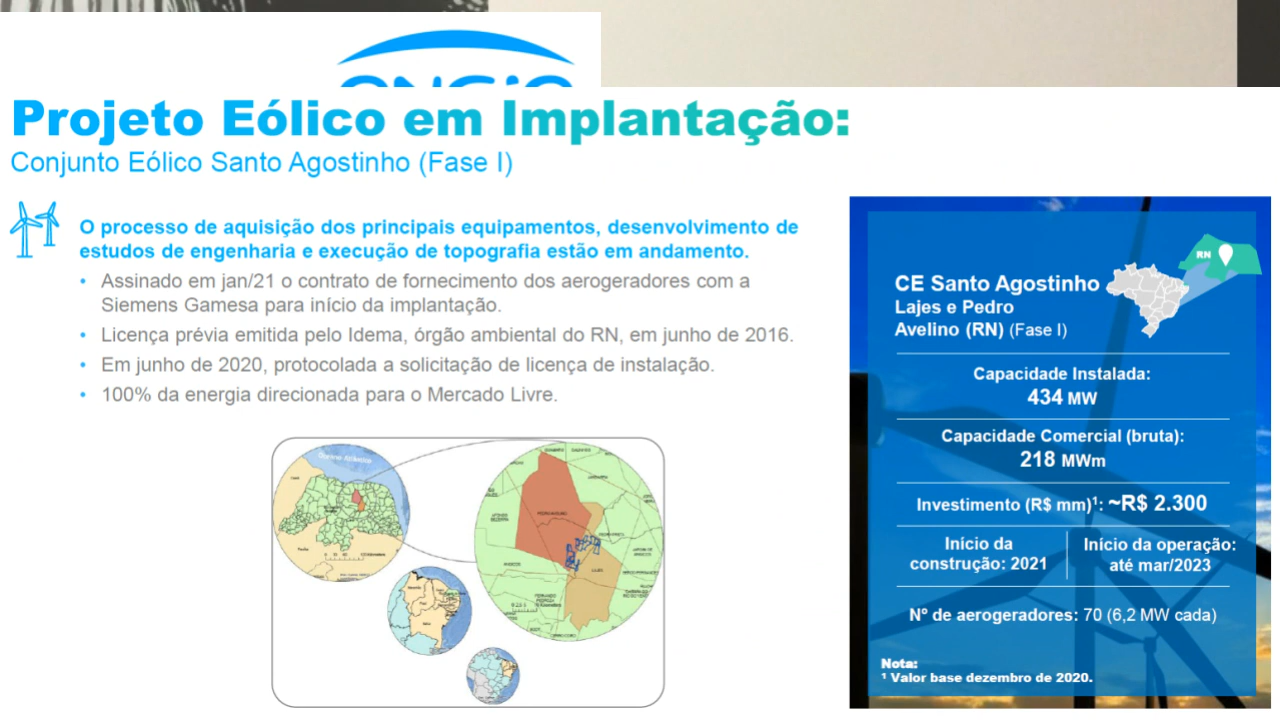 Projeto Eólico em Implantação:
Conjunto Eólico Santo Agostinho (Fase I)
O processo de aquisição dos principais equipamentos, desenvolvimento de
estudos de engenharia e execução de topografia estão em andamento.
• Assinado em jan/21 o contrato de fornecimento dos aerogeradores com a
Siemens Gamesa para início da implantação.
• Licença prévia emitida pelo Idema, órgão ambiental do RN, em junho de 2016.
• Em junho de 2020, protocolada a solicitação de licença de instalação.
• 100% da energia direcionada para o Mercado Livre.
Oceano Atlântico
RN
CE Santo Agostinho
Lajes e Pedro
Avelino (RN) (Fase I)
Capacidade Instalada:
434 MW
Capacidade Comercial (bruta):
218 MWm
Investimento (R$ mm)¹: ~R$ 2.300
Início da
construção: 2021
Início da operação:
até mar/2023
Nº de aerogeradores: 70 (6,2 MW cada)
Nota:
¹ Valor base dezembro de 2020.